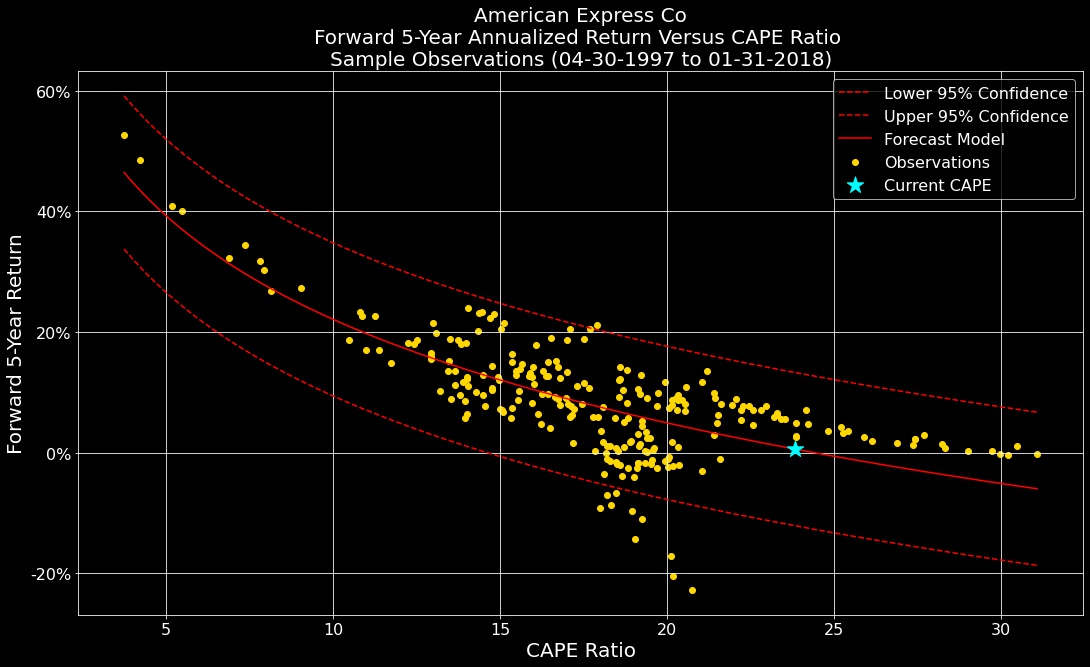 American Express Co
Forward 5-Year Annualized Return Versus CAPE Ratio
Sample Observations (04-30-1997 to 01-31-2018)
Lower 95% Confidence
Upper 95% Confidence
Forecast Model
Observations
Current CAPE
Forward 5-Year Return
60%
40%
20%
0%
-20%
5 10 15 20 25 30
CAPE Ratio